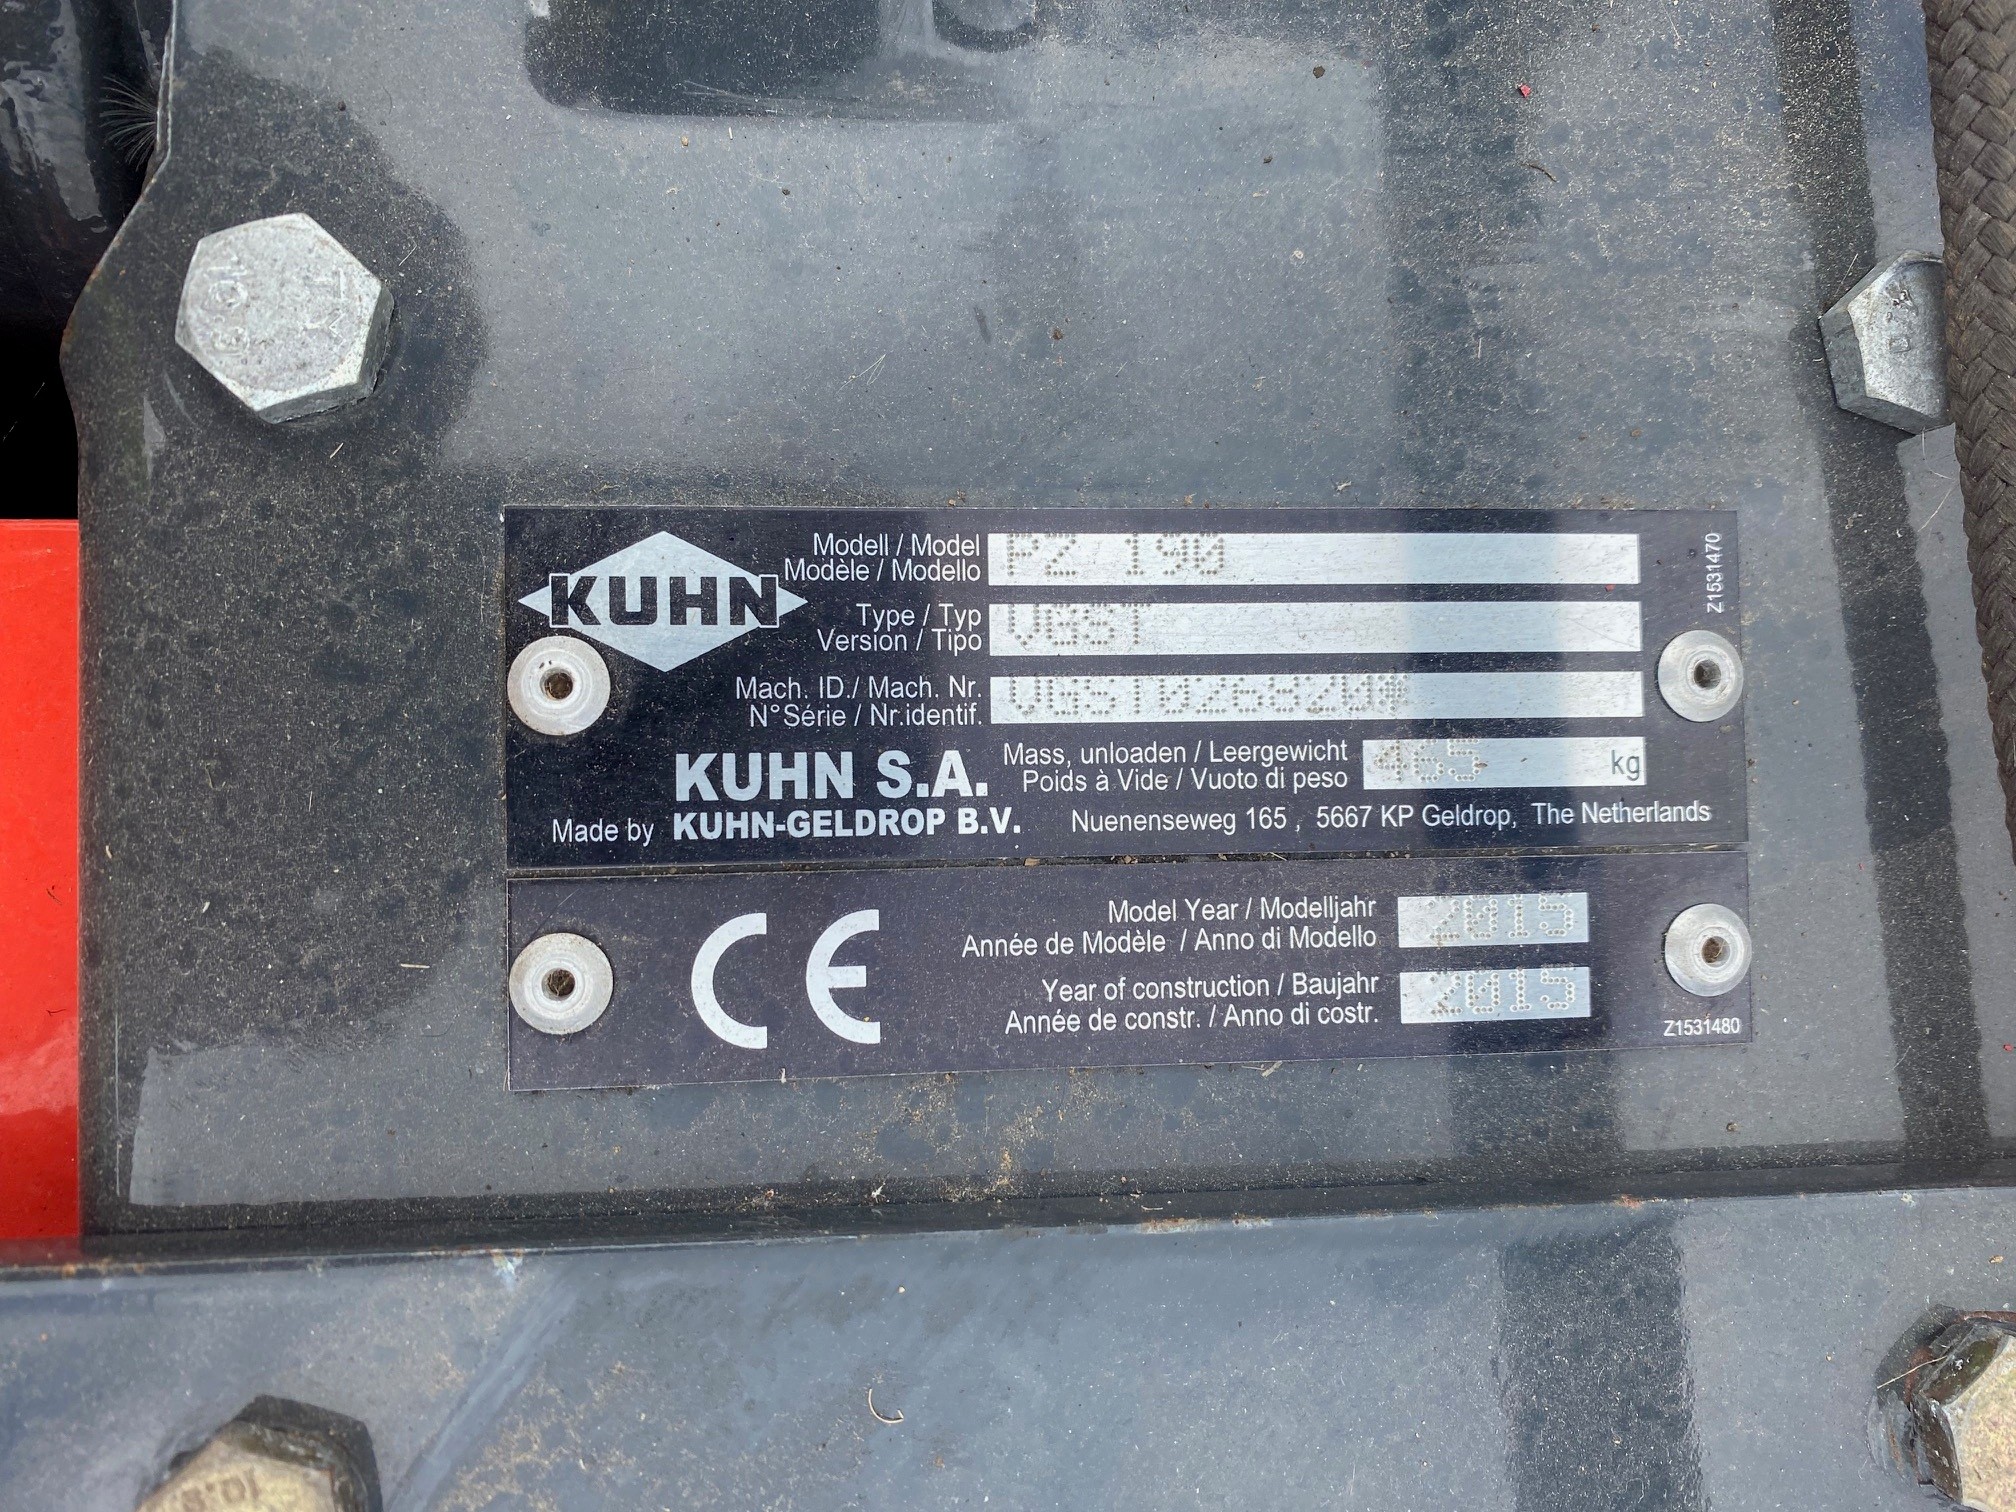 KUHN
Modell / Model PZ 190
Modèle / Modello
Z1531470
Type / Typ VGST
Version / Tipo
Mach. ID./ Mach. Nr.
N°Série / Nr.identif.
KUHN S.A.
Mass, unloaden / Leergewicht 465 kg
Poids à Vide / Vuoto di peso
Made by KUHN-GELDROP B.V. Nuenenseweg 165 , 5667 KP Geldrop, The Netherlands
CE
Model Year / Modelljahr 2015
Année de Modèle / Anno di Modello
Year of construction / Baujahr 2015
Année de constr. / Anno di costr.
Z1531480